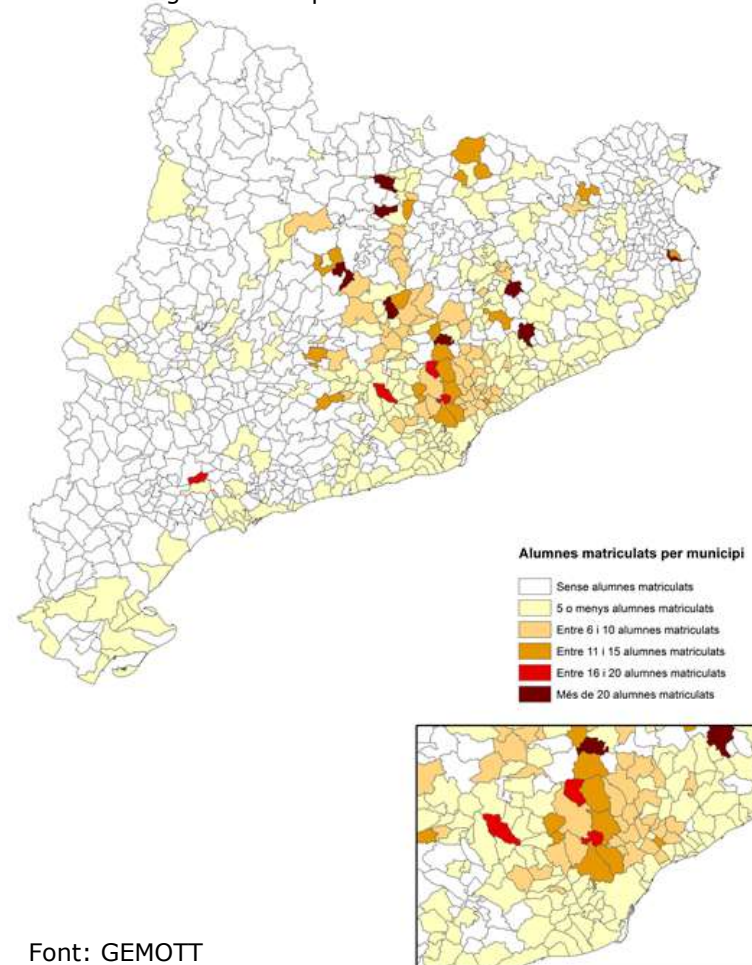 Alumnes matriculats per municipi
Sense alumnes matriculats
5 o menys alumnes matriculats
Entre 6 i 10 alumnes matriculats
Entre 11 i 15 alumnes matriculats
Entre 16 i 20 alumnes matriculats
Més de 20 alumnes matriculats
Font: GEMOTT